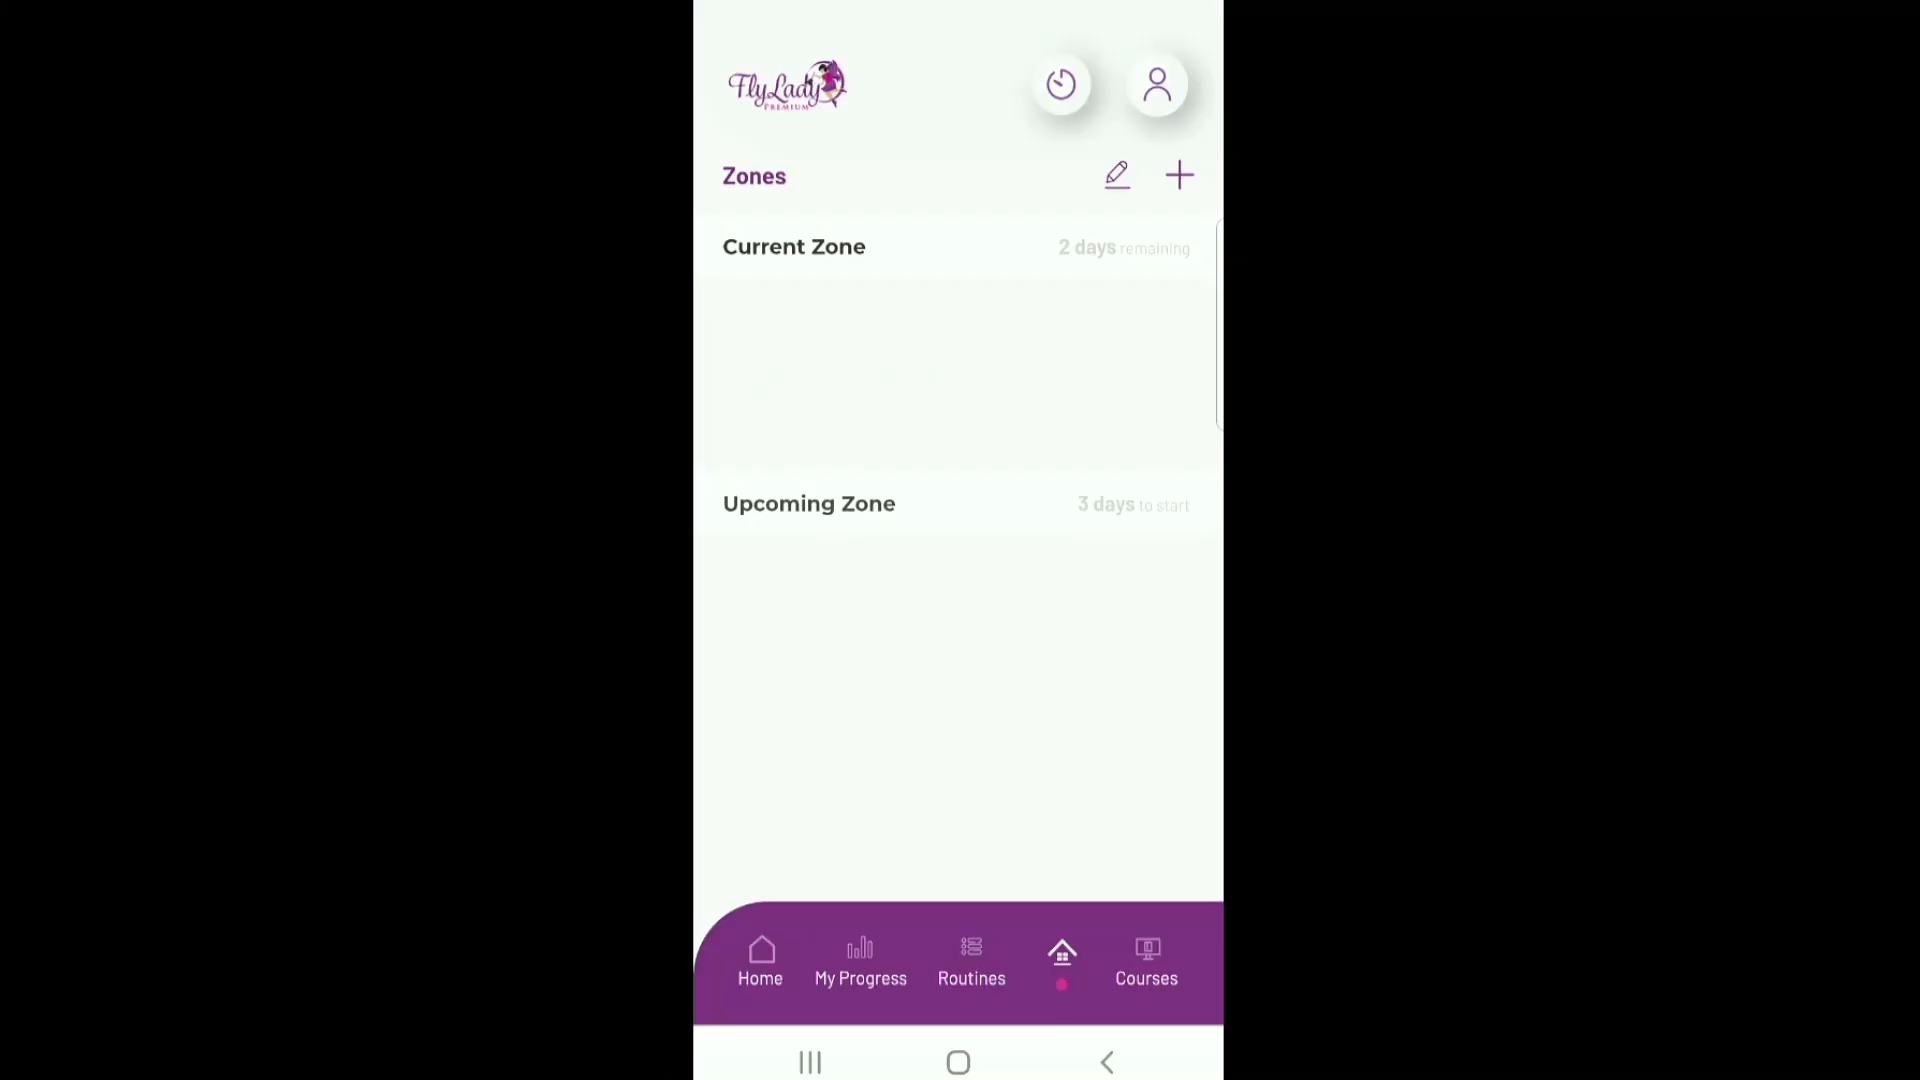 FlyLady
PREMIUM
Zones
Current Zone
2 days remaining
Upcoming Zone
3 days to start
Home
My Progress
Routines
Courses